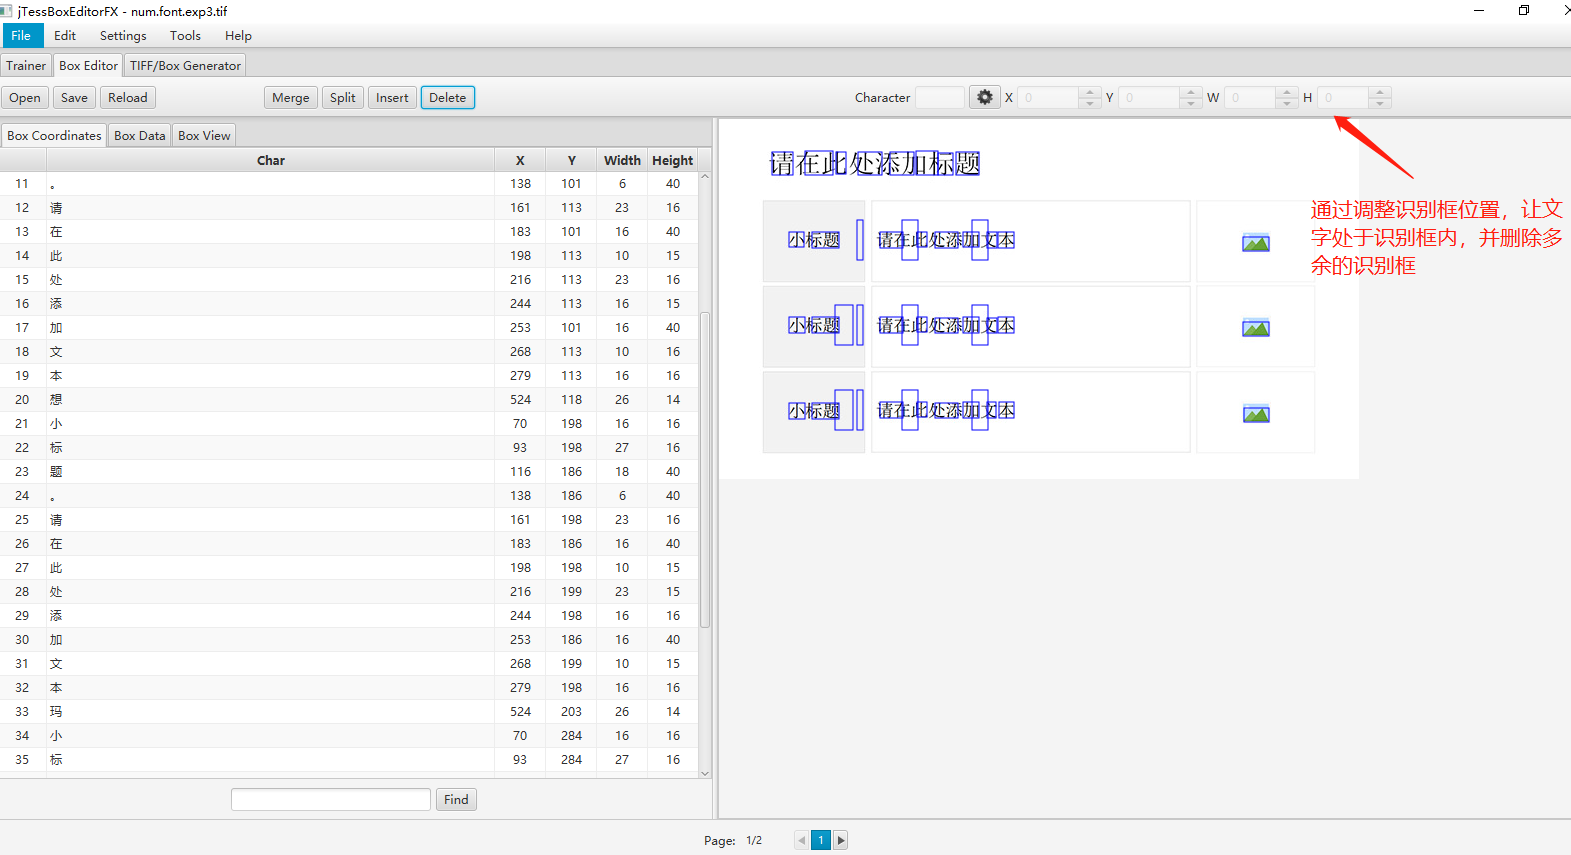 jTessBoxEditorFX - num.font.exp3.tif
File Edit Settings Tools Help
Trainer Box Editor TIFF/Box Generator
Open Save Reload Merge Split Insert Delete Character X 0 Y 0 W 0 H 0
Box Coordinates Box Data Box View
Char X Y Width Height
11 。 138 101 6 40
12 请 161 113 23 16
13 在 183 101 16 40
14 此 198 113 10 15
15 处 216 113 23 16
16 添 244 113 16 15
17 加 253 101 16 40
18 文 268 113 10 16
19 本 279 113 16 16
20 想 524 118 26 14
21 小 70 198 16 16
22 标 93 198 27 16
23 题 116 186 18 40
24 。 138 186 6 40
25 请 161 198 23 16
26 在 183 186 16 40
27 此 198 198 10 15
28 处 216 199 23 15
29 添 244 198 16 16
30 加 253 186 16 40
31 文 268 199 10 15
32 本 279 198 16 16
33 玛 524 203 26 14
34 小 70 284 16 16
35 标 93 284 27 16
Find
请在此处添加标题
小标题 请在此处添加文本
小标题 请在此处添加文本
小标题 请在此处添加文本
通过调整识别框位置，让文
字处于识别框内，并删除多
余的识别框
Page: 1/2 1